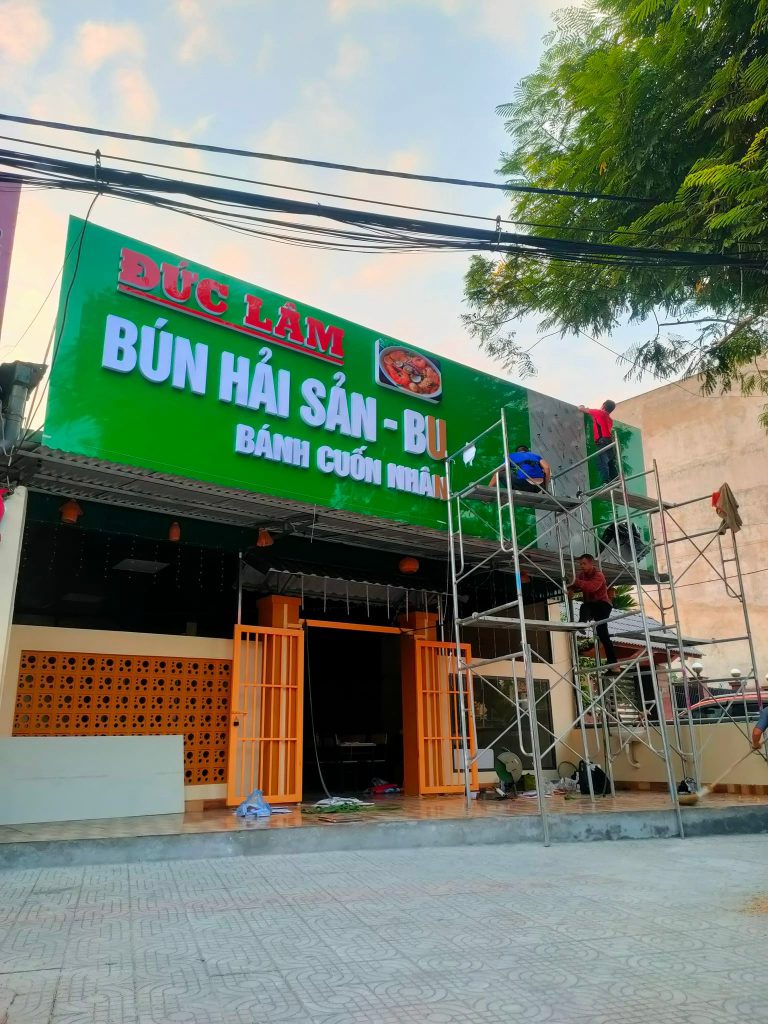 ĐỨC LÂM
BÚN HẢI SẢN - BU
BÁNH CUỐN NHÂN